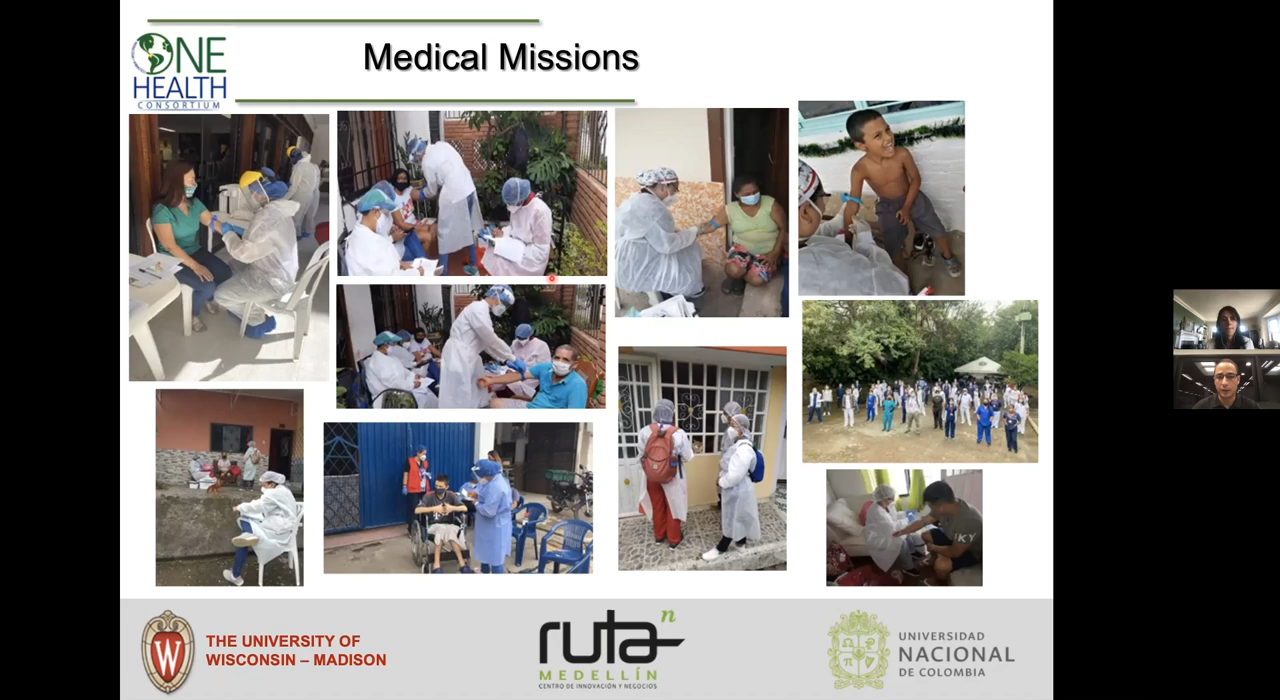 ONE
HEALTH
CONSORTIUM
Medical Missions
THE UNIVERSITY OF
WISCONSIN – MADISON
W
ruta n
MEDELLÍN
CENTRO DE INNOVACIÓN Y NEGOCIOS
UNIVERSIDAD
NACIONAL
DE COLOMBIA